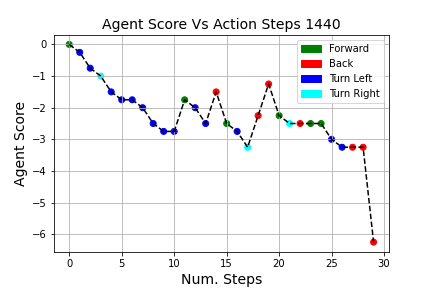 Agent Score Vs Action Steps 1440
Agent Score
0
−1
−2
−3
−4
−5
−6
Forward
Back
Turn Left
Turn Right
0 5 10 15 20 25 30
Num. Steps